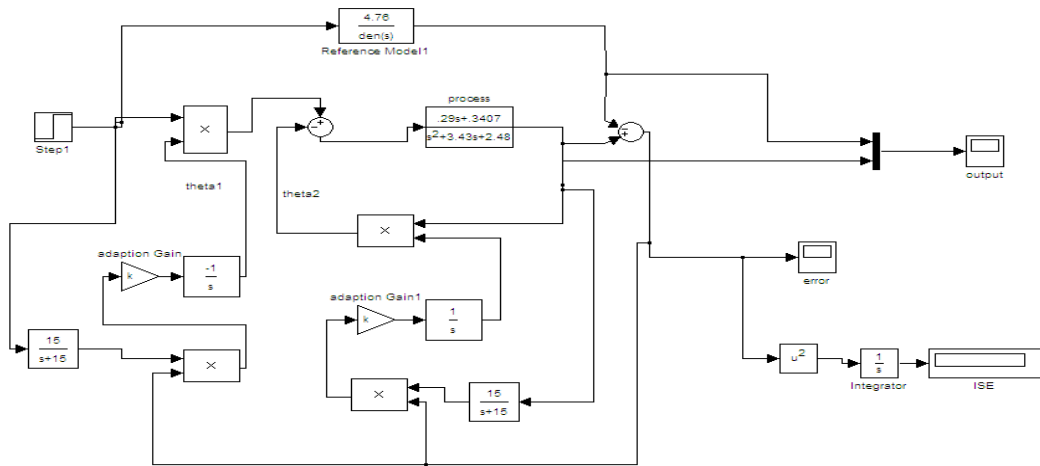 4.76
den(s)
Reference Model1
Step1
×
−
process
.29s+.3407
s²+3.43s+2.48
−
output
theta1
theta2
×
adaption Gain
k
-1
s
error
adaption Gain1
k
1
s
15
s+15
×
u²
1
s
Integrator
ISE
×
15
s+15